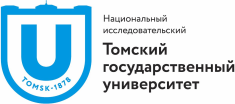 TOMSK·1878
Национальный
исследовательский
Томский
государственный
университет